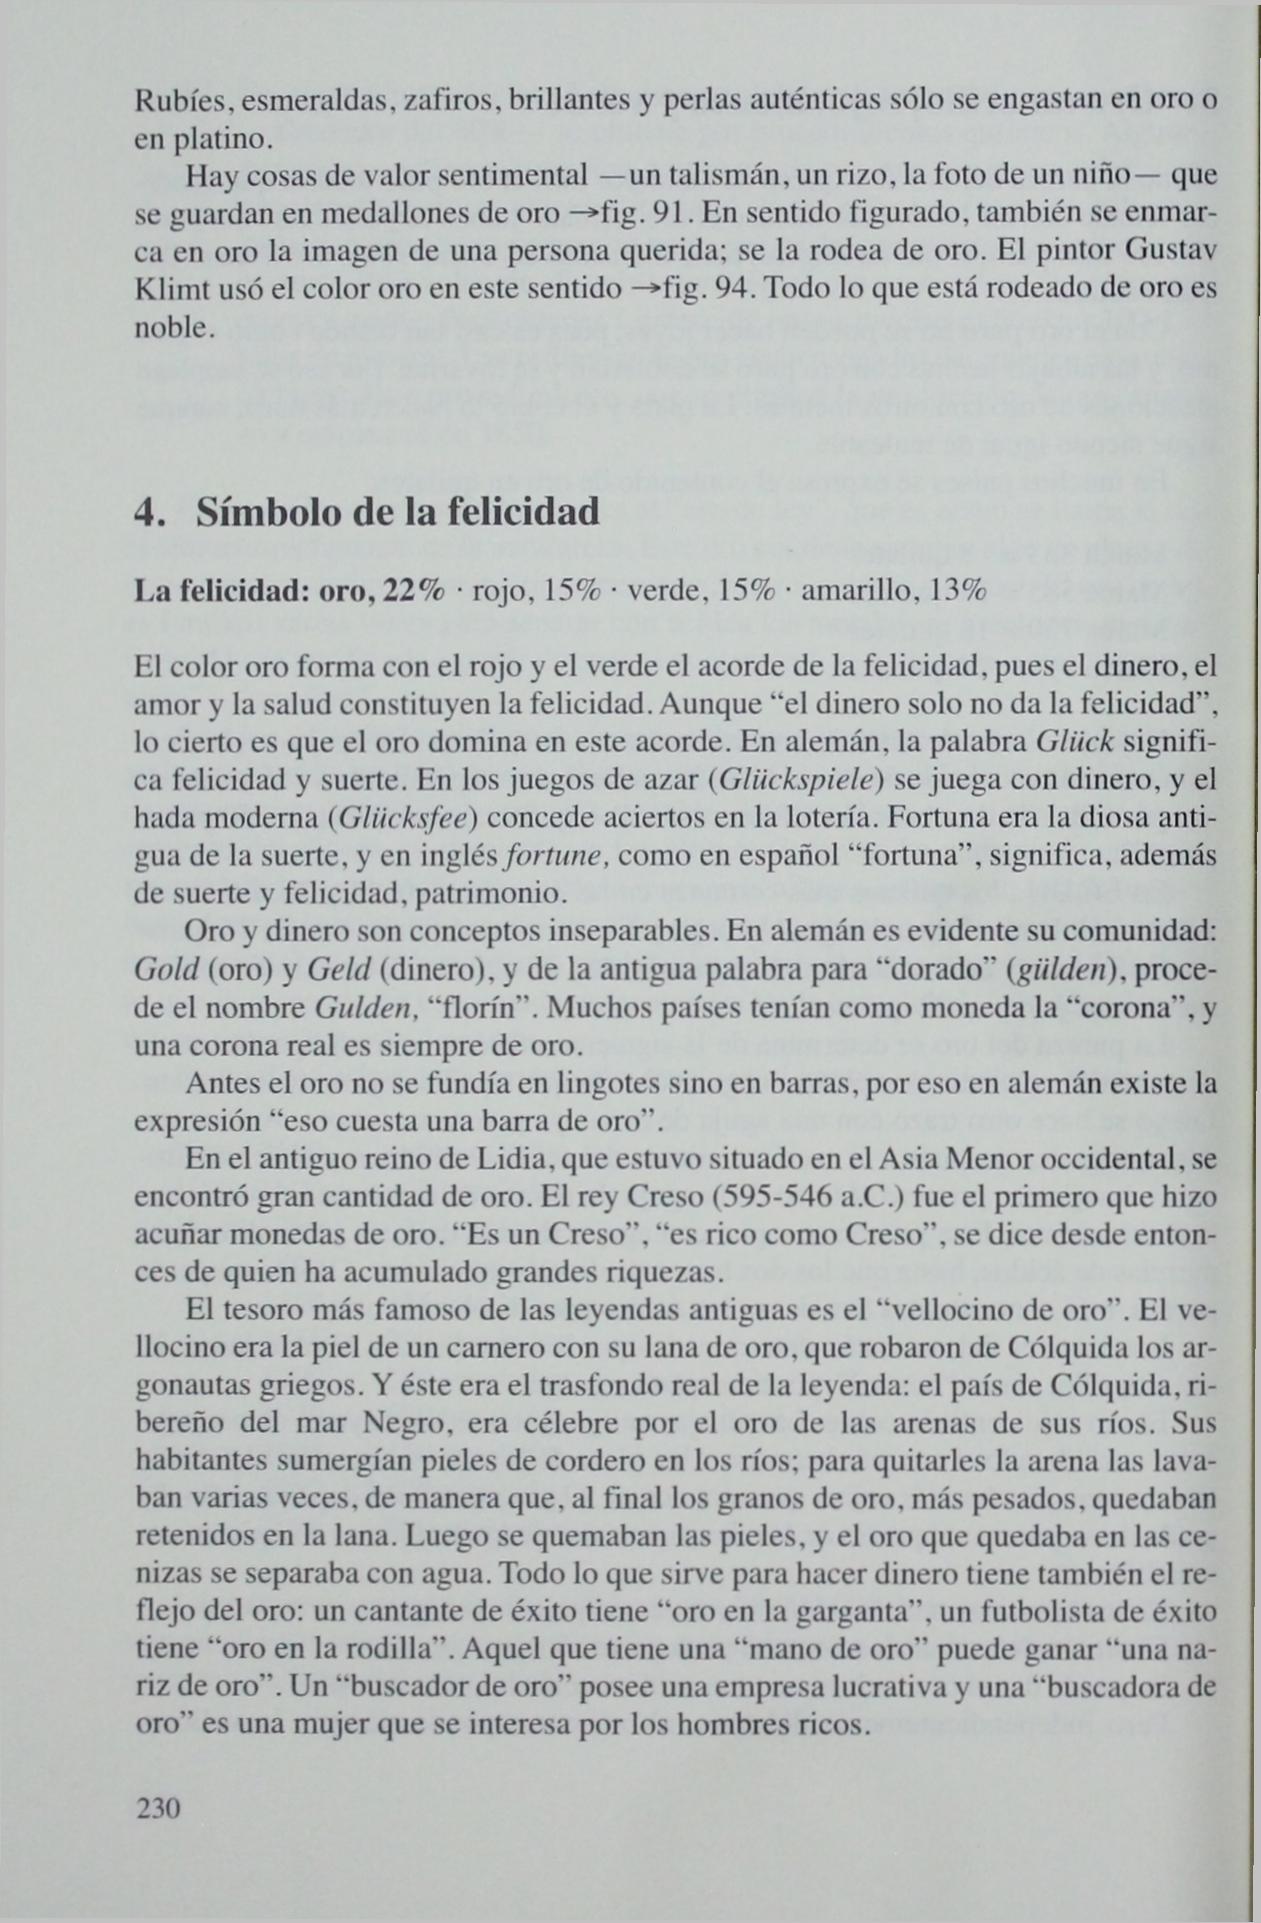 Rubíes, esmeraldas, zafiros, brillantes y perlas auténticas sólo se engastan en oro o
en platino.
Hay cosas de valor sentimental —un talismán, un rizo, la foto de un niño— que
se guardan en medallones de oro →fig. 91. En sentido figurado, también se enmar-
ca en oro la imagen de una persona querida; se la rodea de oro. El pintor Gustav
Klimt usó el color oro en este sentido →fig. 94. Todo lo que está rodeado de oro es
noble.
4. Símbolo de la felicidad
La felicidad: oro, 22% · rojo, 15% · verde, 15% · amarillo, 13%
El color oro forma con el rojo y el verde el acorde de la felicidad, pues el dinero, el
amor y la salud constituyen la felicidad. Aunque “el dinero solo no da la felicidad”,
lo cierto es que el oro domina en este acorde. En alemán, la palabra Glück signifi-
ca felicidad y suerte. En los juegos de azar (Glückspiele) se juega con dinero, y el
hada moderna (Glücksfee) concede aciertos en la lotería. Fortuna era la diosa anti-
gua de la suerte, y en inglés fortune, como en español “fortuna”, significa, además
de suerte y felicidad, patrimonio.
Oro y dinero son conceptos inseparables. En alemán es evidente su comunidad:
Gold (oro) y Geld (dinero), y de la antigua palabra para “dorado” (gülden), proce-
de el nombre Gulden, “florín”. Muchos países tenían como moneda la “corona”, y
una corona real es siempre de oro.
Antes el oro no se fundía en lingotes sino en barras, por eso en alemán existe la
expresión “eso cuesta una barra de oro”.
En el antiguo reino de Lidia, que estuvo situado en el Asia Menor occidental, se
encontró gran cantidad de oro. El rey Creso (595-546 a.C.) fue el primero que hizo
acuñar monedas de oro. “Es un Creso”, “es rico como Creso”, se dice desde enton-
ces de quien ha acumulado grandes riquezas.
El tesoro más famoso de las leyendas antiguas es el “vellocino de oro”. El ve-
llocino era la piel de un carnero con su lana de oro, que robaron de Cólquida los ar-
gonautas griegos. Y éste era el trasfondo real de la leyenda: el país de Cólquida, ri-
bereño del mar Negro, era célebre por el oro de las arenas de sus ríos. Sus
habitantes sumergían pieles de cordero en los ríos; para quitarles la arena las lava-
ban varias veces, de manera que, al final los granos de oro, más pesados, quedaban
retenidos en la lana. Luego se quemaban las pieles, y el oro que quedaba en las ce-
nizas se separaba con agua. Todo lo que sirve para hacer dinero tiene también el re-
flejo del oro: un cantante de éxito tiene “oro en la garganta”, un futbolista de éxito
tiene “oro en la rodilla”. Aquel que tiene una “mano de oro” puede ganar “una na-
riz de oro”. Un “buscador de oro” posee una empresa lucrativa y una “buscadora de
oro” es una mujer que se interesa por los hombres ricos.
230